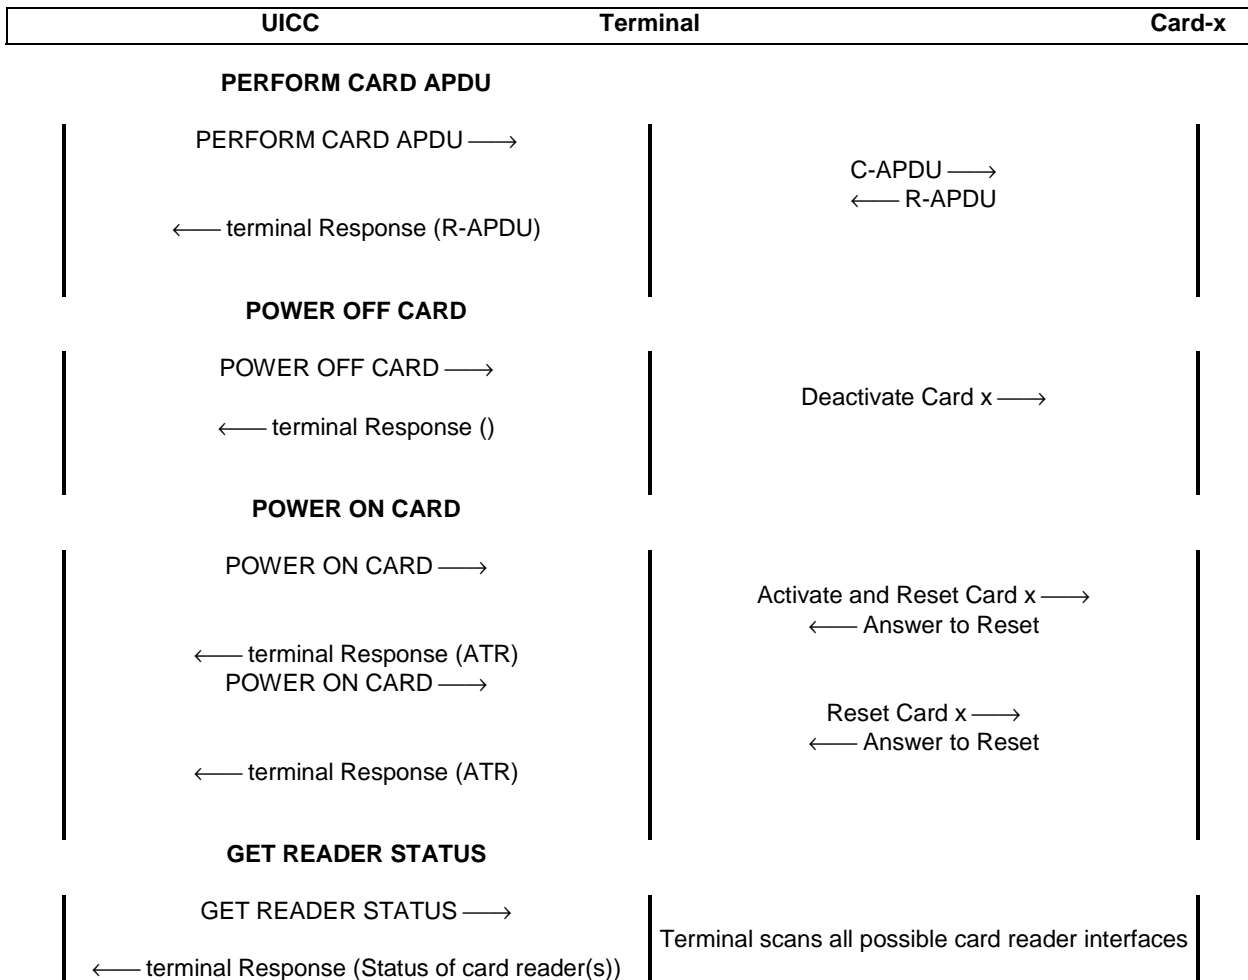 UICC Terminal Card-x
PERFORM CARD APDU
PERFORM CARD APDU ⟶
C-APDU ⟶
⟵ R-APDU
⟵ terminal Response (R-APDU)
POWER OFF CARD
POWER OFF CARD ⟶
Deactivate Card x ⟶
⟵ terminal Response ()
POWER ON CARD
POWER ON CARD ⟶
Activate and Reset Card x ⟶
⟵ Answer to Reset
⟵ terminal Response (ATR)
POWER ON CARD ⟶
Reset Card x ⟶
⟵ Answer to Reset
⟵ terminal Response (ATR)
GET READER STATUS
GET READER STATUS ⟶
Terminal scans all possible card reader interfaces
⟵ terminal Response (Status of card reader(s))